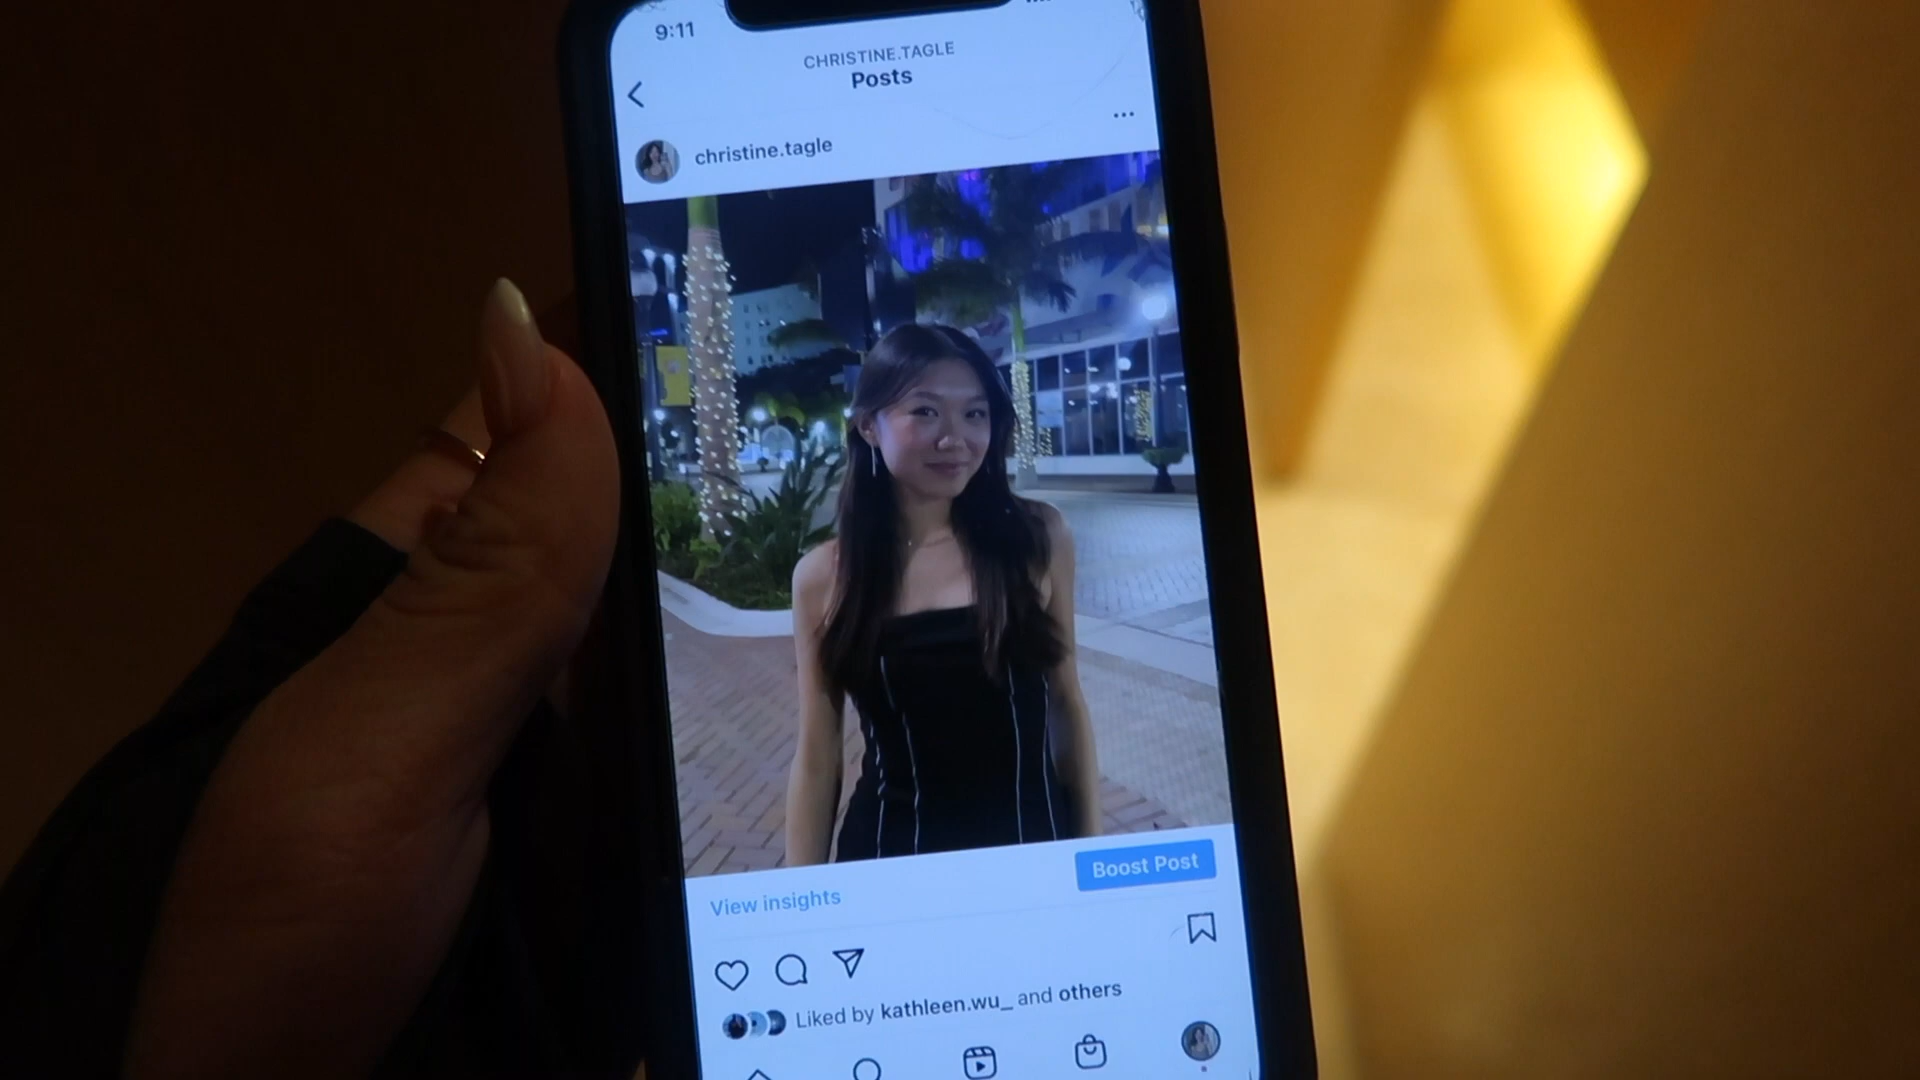 9:11
CHRISTINE.TAGLE
Posts
christine.tagle
View insights
Boost Post
Liked by kathleen.wu_ and others